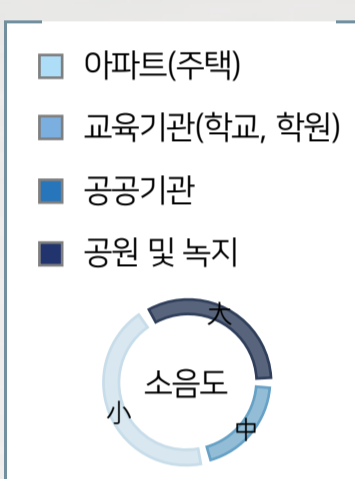 아파트(주택)
교육기관(학교, 학원)
공공기관
공원 및 녹지
大
소음도
小
中